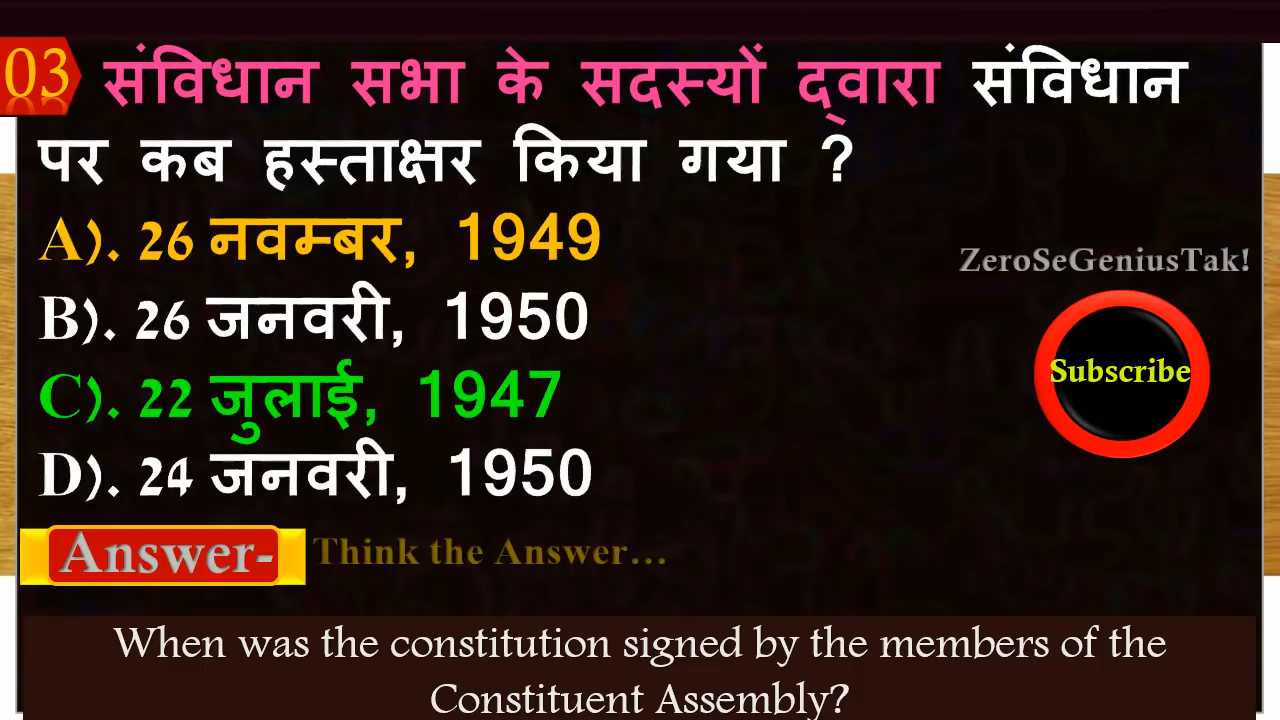 03 संविधान सभा के सदस्यों द्वारा संविधान
पर कब हस्ताक्षर किया गया ?
A). 26 नवम्बर, 1949
B). 26 जनवरी, 1950
C). 22 जुलाई, 1947
D). 24 जनवरी, 1950
ZeroSeGeniusTak!
Subscribe
Answer- Think the Answer...
When was the constitution signed by the members of the
Constituent Assembly?